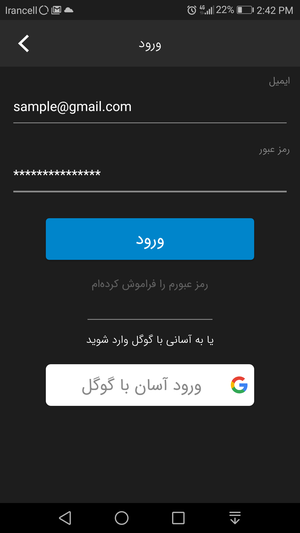 Irancell 4G 22% 2:42 PM
ورود
ایمیل
sample@gmail.com
رمز عبور
***************
ورود
رمز عبورم را فراموش کرده‌ام
یا به آسانی با گوگل وارد شوید
ورود آسان با گوگل